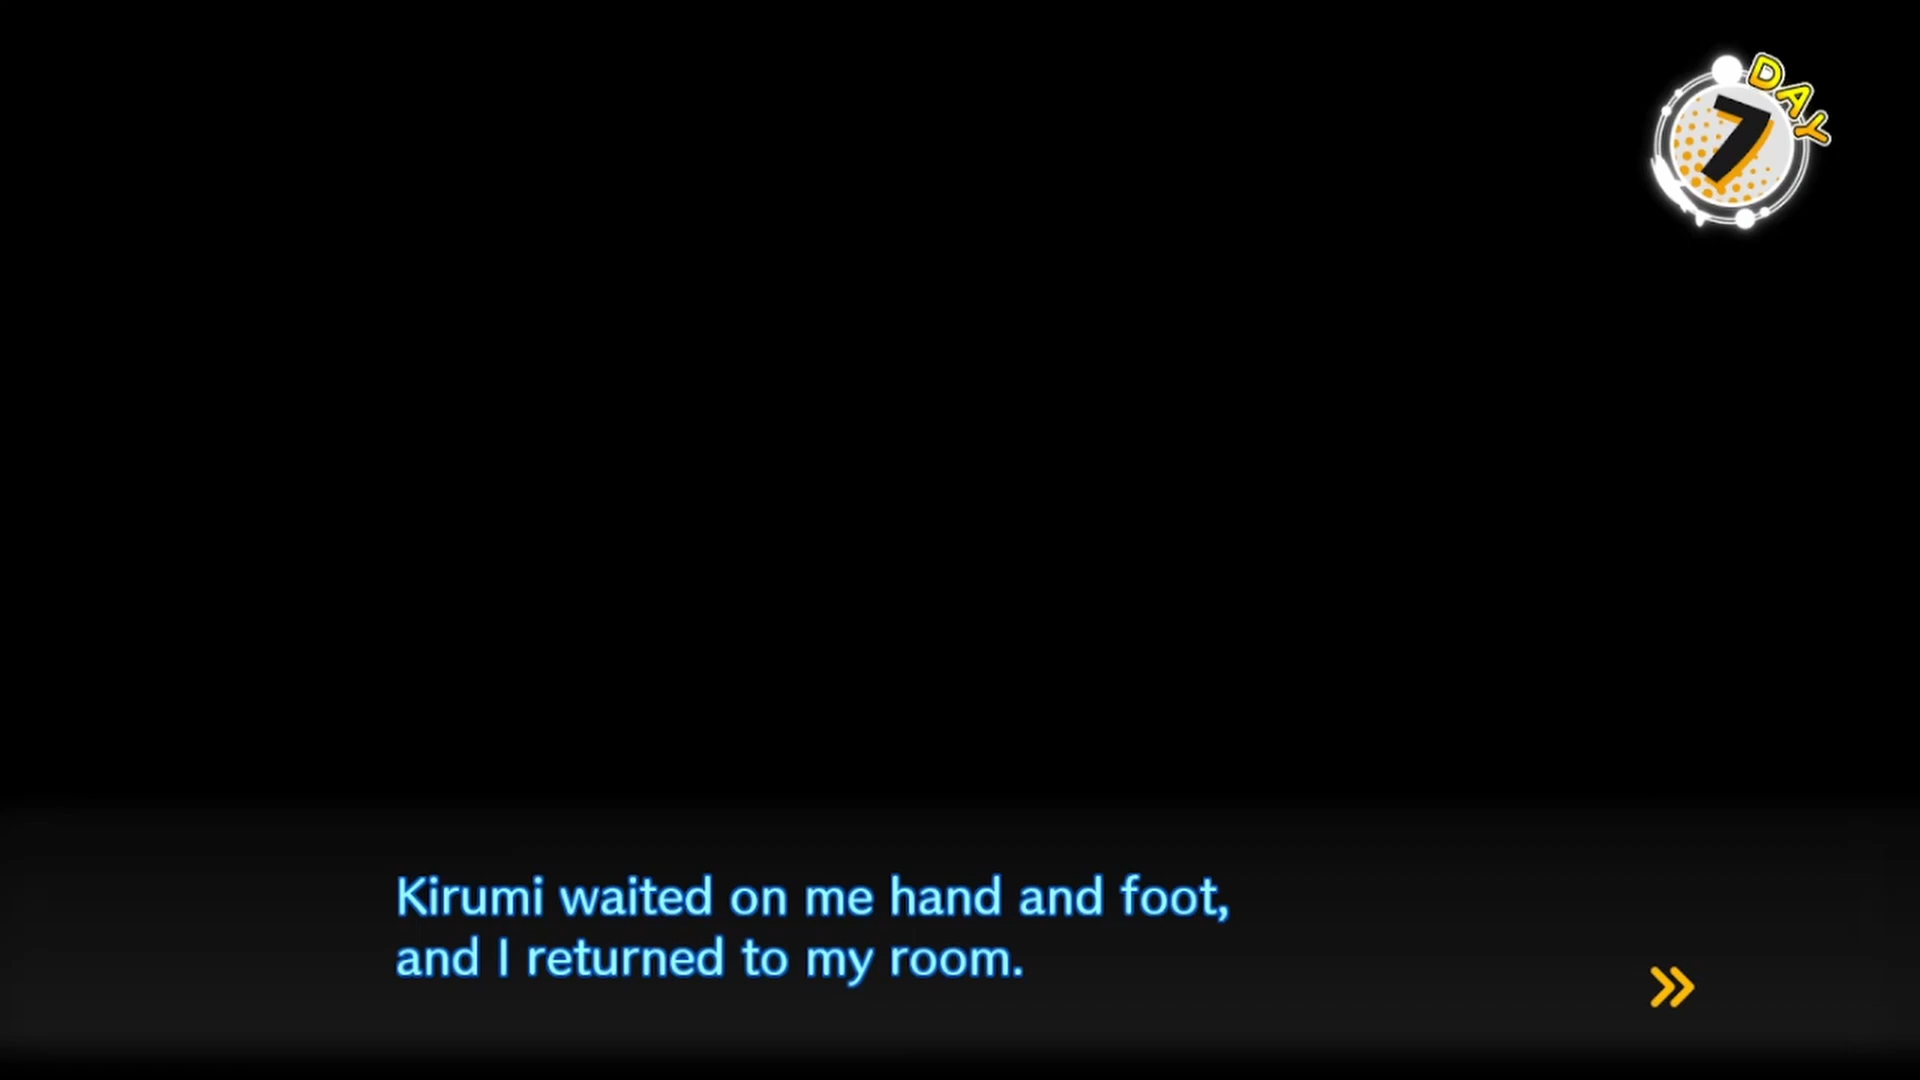 DAY
7
Kirumi waited on me hand and foot,
and I returned to my room.